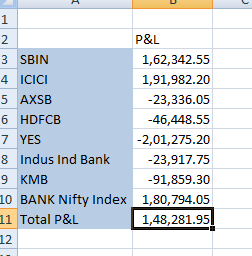 A B
1
2 P&L
3 SBIN 1,62,342.55
4 ICICI 1,91,982.20
5 AXSB -23,336.05
6 HDFCB -46,448.55
7 YES -2,01,275.20
8 Indus Ind Bank -23,917.75
9 KMB -91,859.30
10 BANK Nifty Index 1,80,794.05
11 Total P&L 1,48,281.95
12